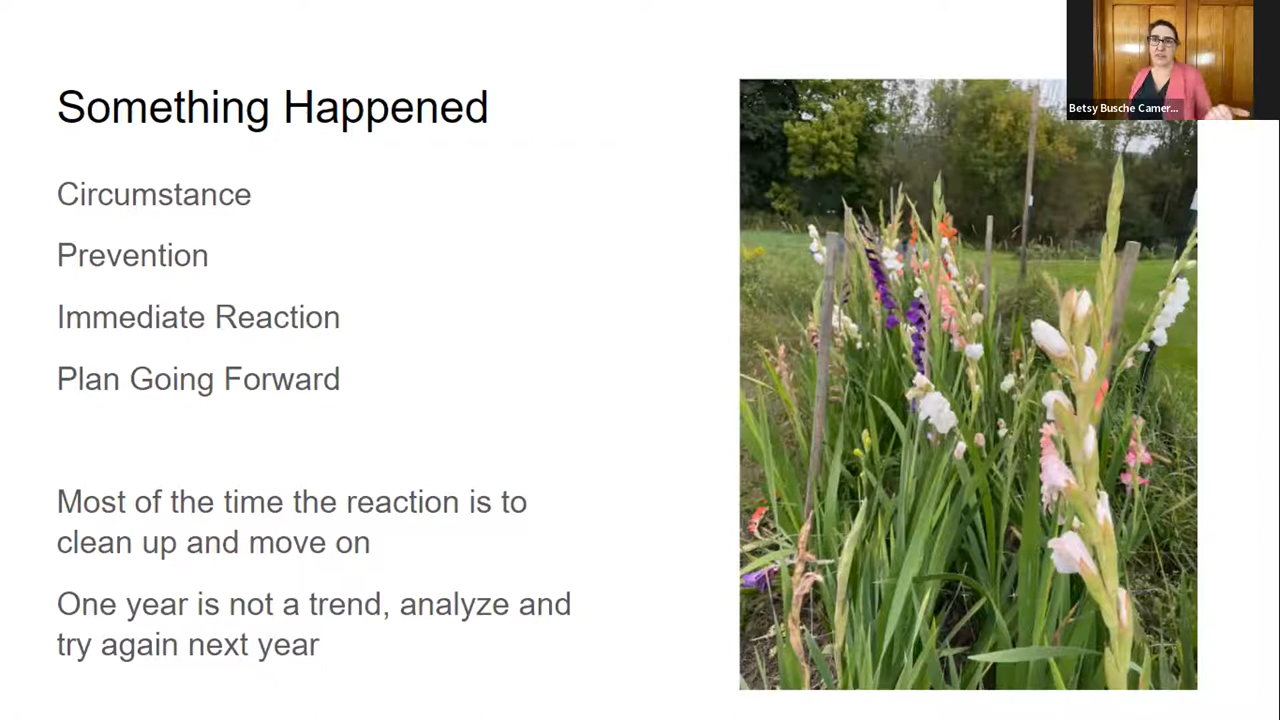 Something Happened
Betsy Busche Camer...
Circumstance
Prevention
Immediate Reaction
Plan Going Forward
Most of the time the reaction is to
clean up and move on
One year is not a trend, analyze and
try again next year